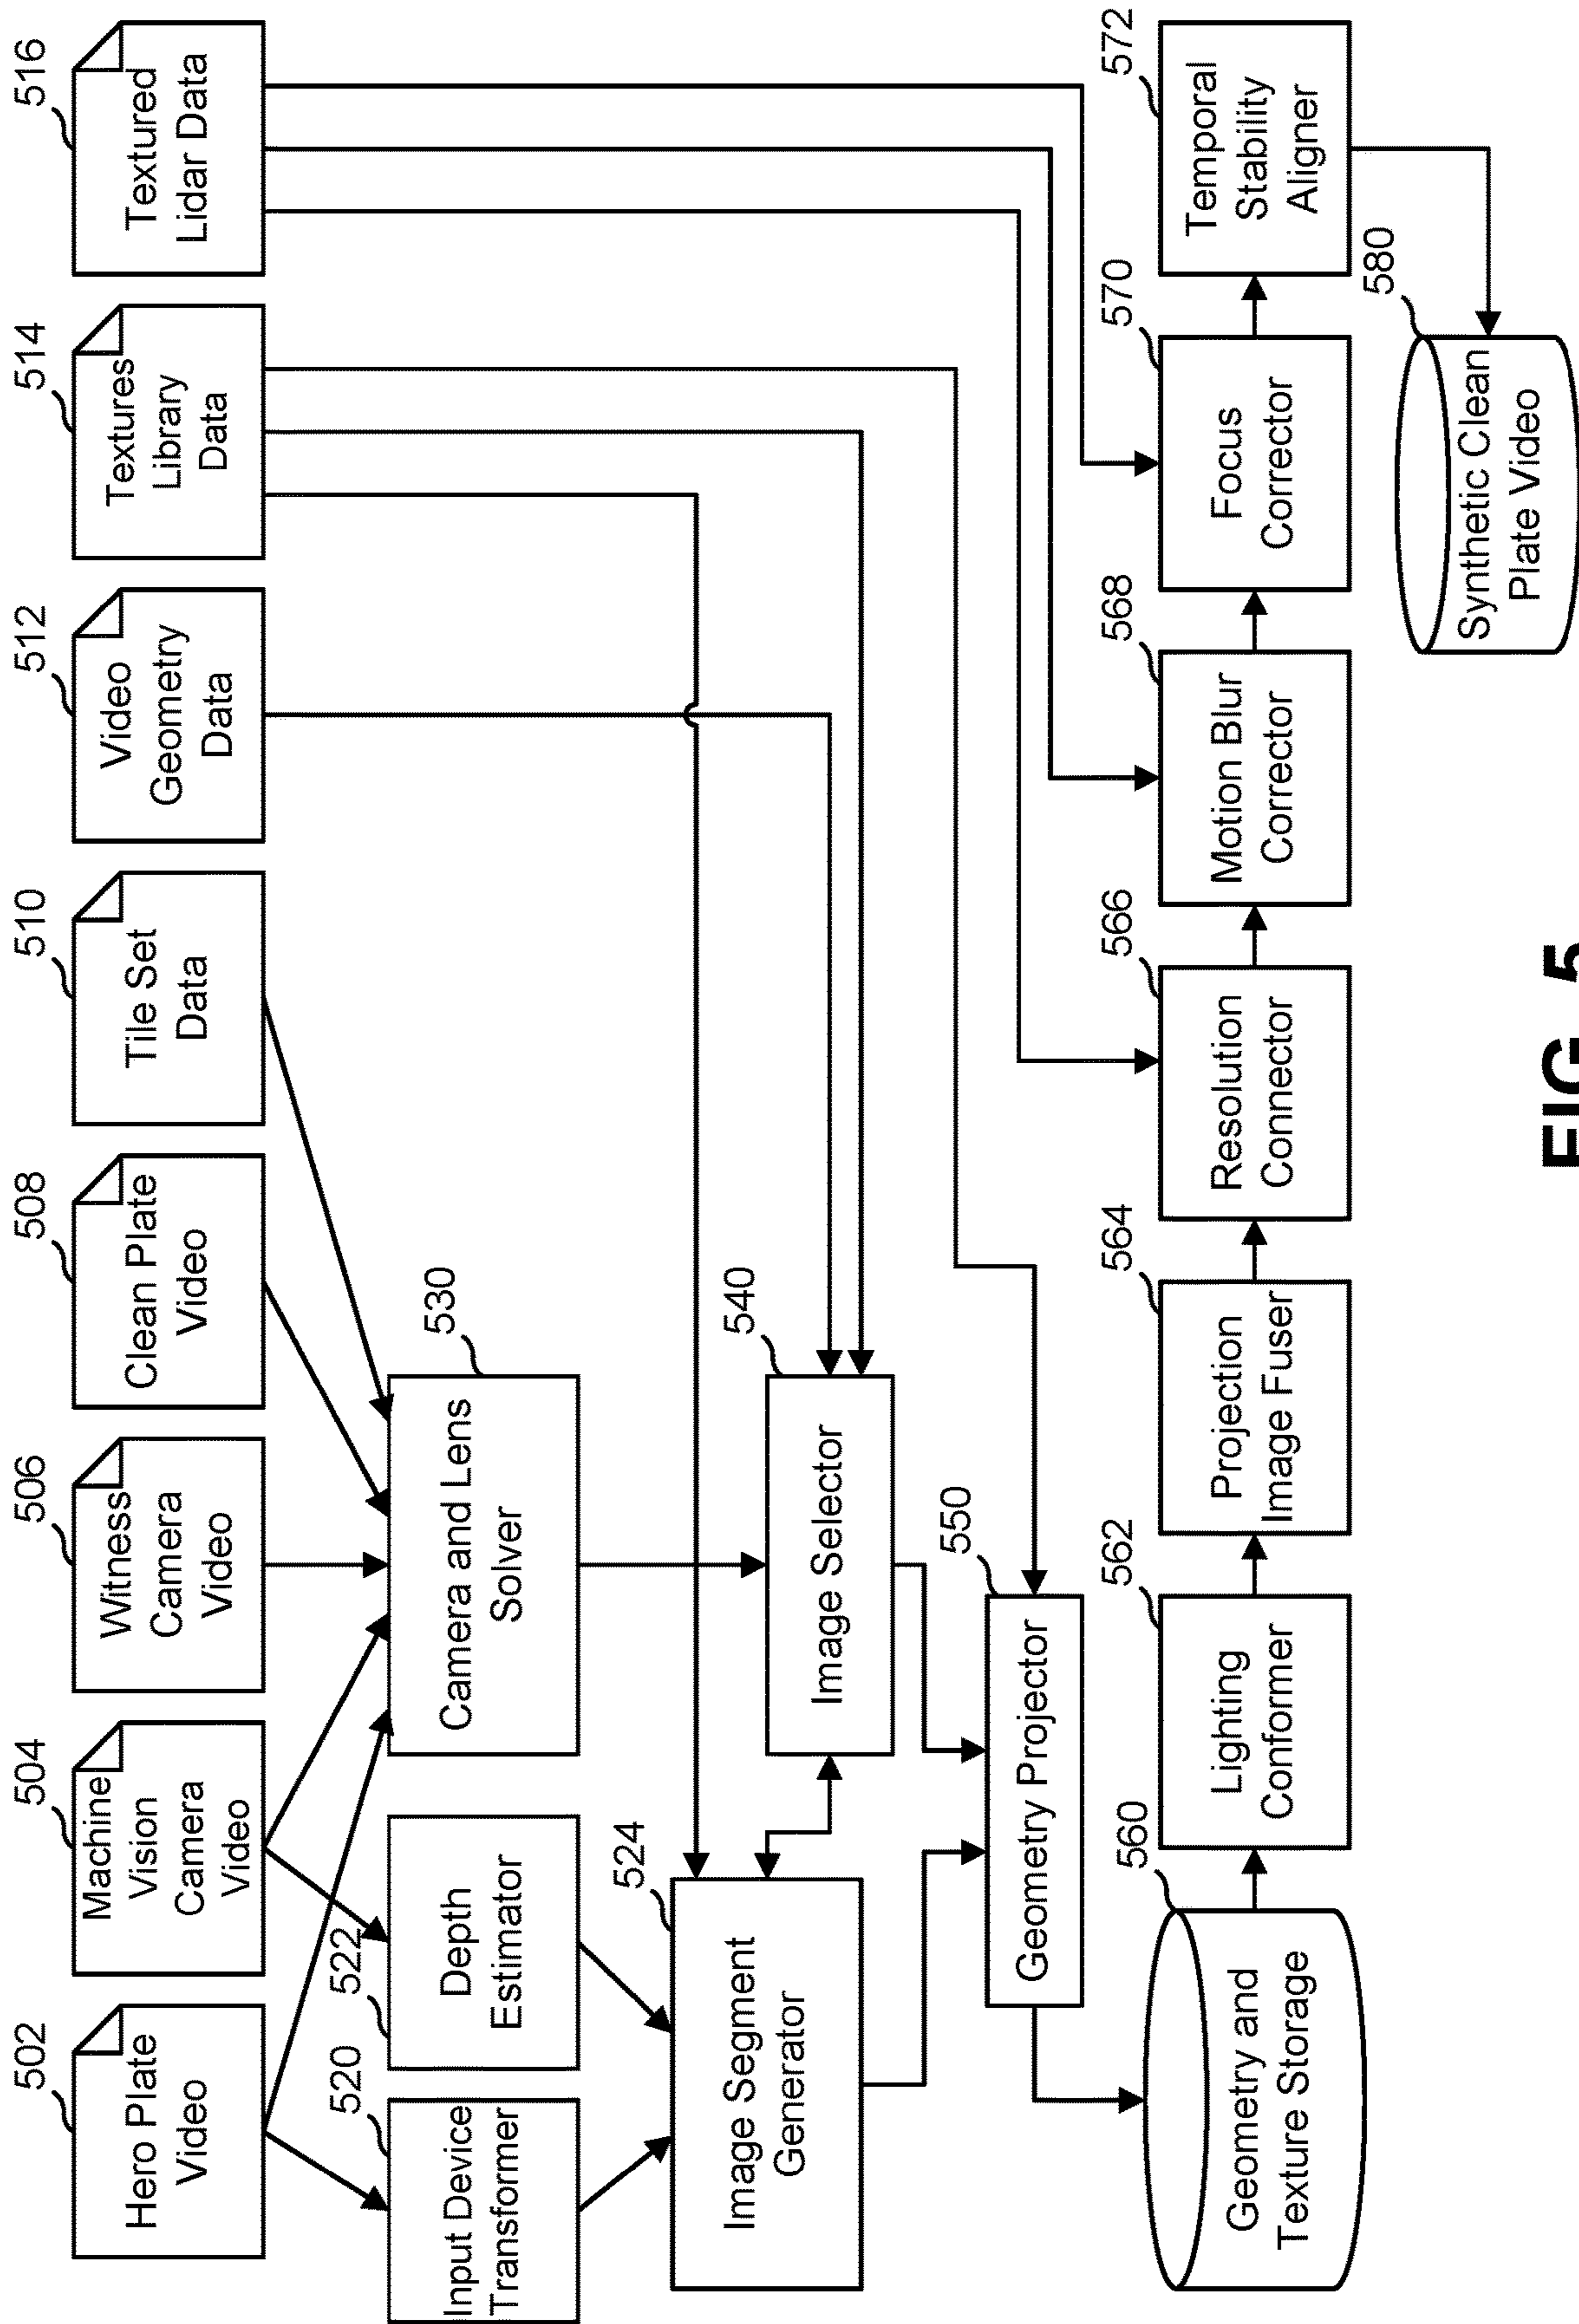 502
Hero Plate
Video
504
Machine
Vision
Camera
Video
506
Witness
Camera
Video
508
Clean Plate
Video
510
Tile Set
Data
512
Video
Geometry
Data
514
Textures
Library
Data
516
Textured
Lidar Data
520
Input Device
Transformer
522
Depth
Estimator
530
Camera and Lens
Solver
524
Image Segment
Generator
540
Image Selector
550
Geometry Projector
560
Geometry and
Texture Storage
562
Lighting
Conformer
564
Projection
Image Fuser
566
Resolution
Connector
568
Motion Blur
Corrector
570
Focus
Corrector
572
Temporal
Stability
Aligner
580
Synthetic Clean
Plate Video
FIG. 5